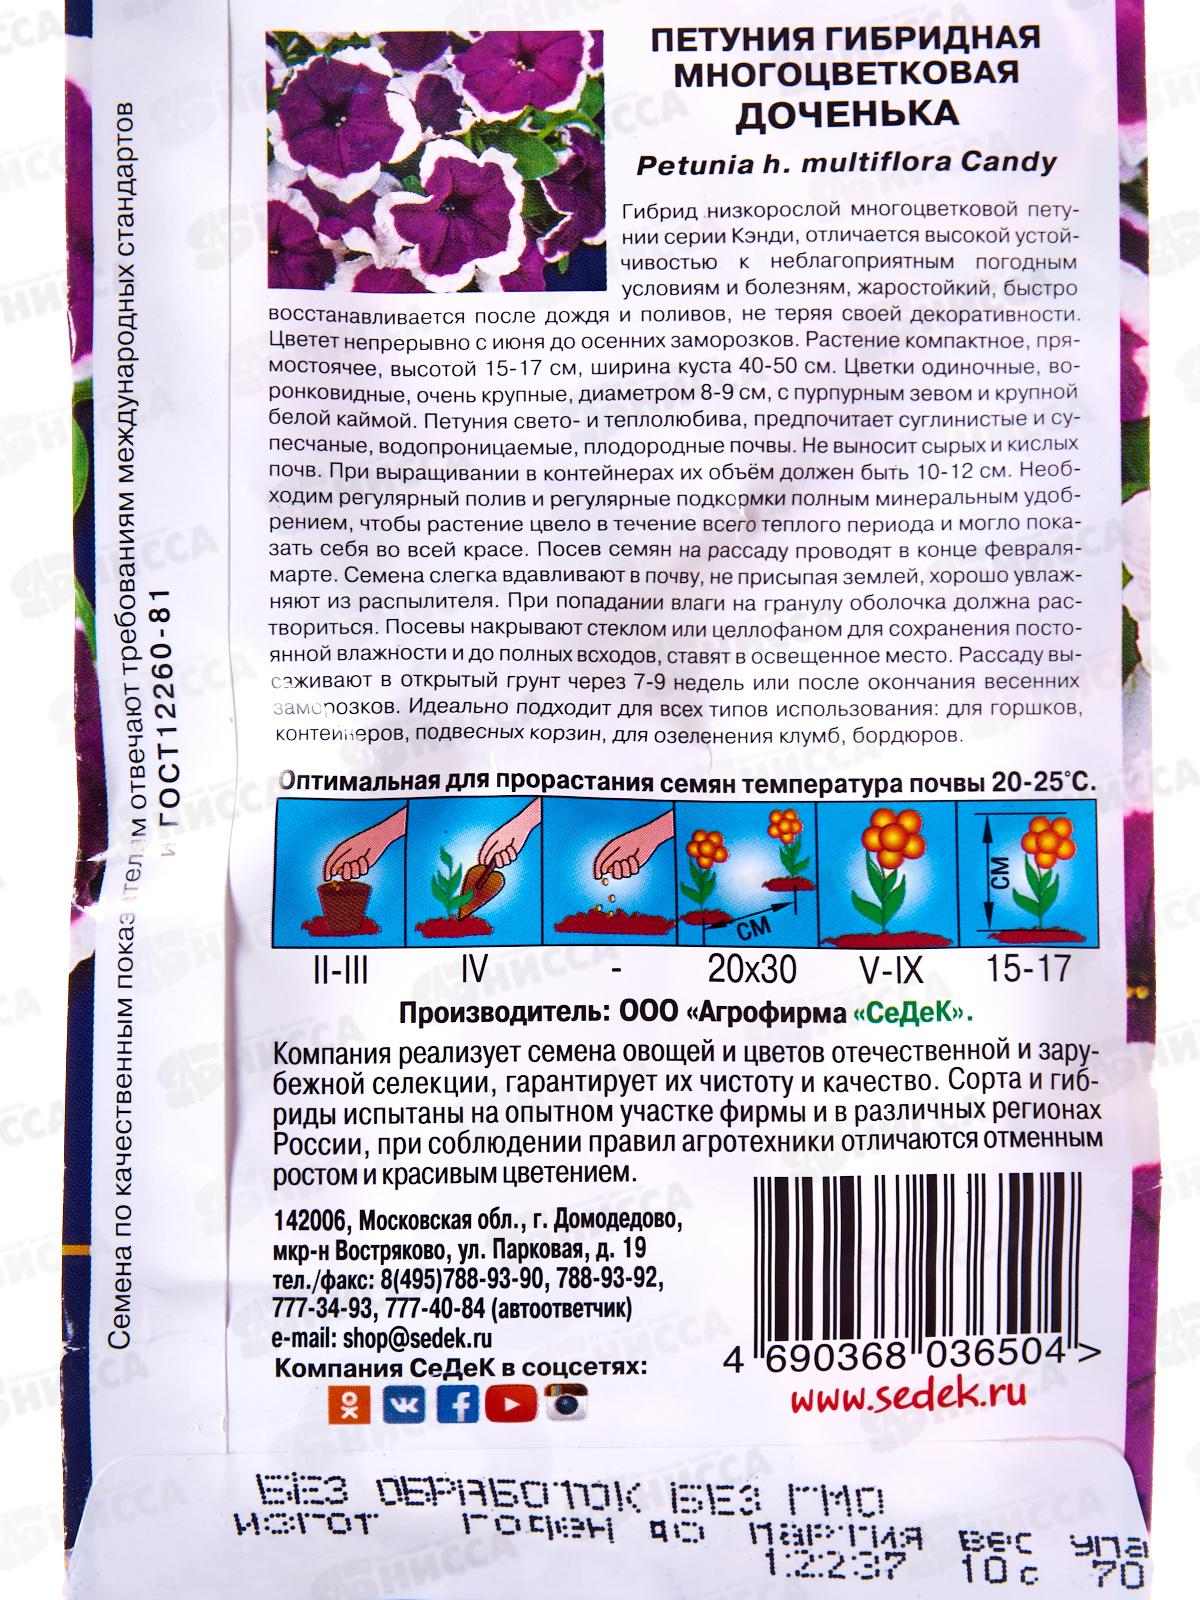 ПЕТУНИЯ ГИБРИДНАЯ
МНОГОЦВЕТКОВАЯ
ДОЧЕНЬКА
Petunia h. multiflora Candy
Гибрид низкорослой многоцветковой пету-
нии серии Кэнди, отличается высокой устой-
чивостью к неблагоприятным погодным
условиям и болезням, жаростойкий, быстро
восстанавливается после дождя и поливов, не теряя своей декоративности.
Цветет непрерывно с июня до осенних заморозков. Растение компактное, пря-
мостоячее, высотой 15-17 см, ширина куста 40-50 см. Цветки одиночные, во-
ронковидные, очень крупные, диаметром 8-9 см, с пурпурным зевом и крупной
белой каймой. Петуния свето- и теплолюбива, предпочитает суглинистые и су-
песчаные, водопроницаемые, плодородные почвы. Не выносит сырых и кислых
почв. При выращивании в контейнерах их объём должен быть 10-12 см. Необ-
ходим регулярный полив и регулярные подкормки полным минеральным удоб-
рением, чтобы растение цвело в течение всего теплого периода и могло пока-
зать себя во всей красе. Посев семян на рассаду проводят в конце февраля-
марте. Семена слегка вдавливают в почву, не присыпая землей, хорошо увлаж-
няют из распылителя. При попадании влаги на гранулу оболочка должна рас-
твориться. Посевы накрывают стеклом или целлофаном для сохранения посто-
янной влажности и до полных всходов, ставят в освещенное место. Рассаду вы-
саживают в открытый грунт через 7-9 недель или после окончания весенних
заморозков. Идеально подходит для всех типов использования: для горшков,
контейнеров, подвесных корзин, для озеленения клумб, бордюров.
Оптимальная для прорастания семян температура почвы 20-25°С.
см см
II-III IV - 20х30 V-IX 15-17
Производитель: ООО «Агрофирма «СеДеК».
Компания реализует семена овощей и цветов отечественной и зару-
бежной селекции, гарантирует их чистоту и качество. Сорта и гиб-
риды испытаны на опытном участке фирмы и в различных регионах
России, при соблюдении правил агротехники отличаются отменным
ростом и красивым цветением.
142006, Московская обл., г. Домодедово,
мкр-н Востряково, ул. Парковая, д. 19
тел./факс: 8(495)788-93-90, 788-93-92,
777-34-93, 777-40-84 (автоответчик)
e-mail: shop@sedek.ru
Компания СеДеК в соцсетях:
4 690368 036504 >
www.sedek.ru
Семена по качественным показателям отвечают требованиям международных стандартов
и ГОСТ12260-81
БЕЗ ОБРАБОТОК БЕЗ ГМО
изгот годен до партия вес упа
12237 10с 70
НИССА